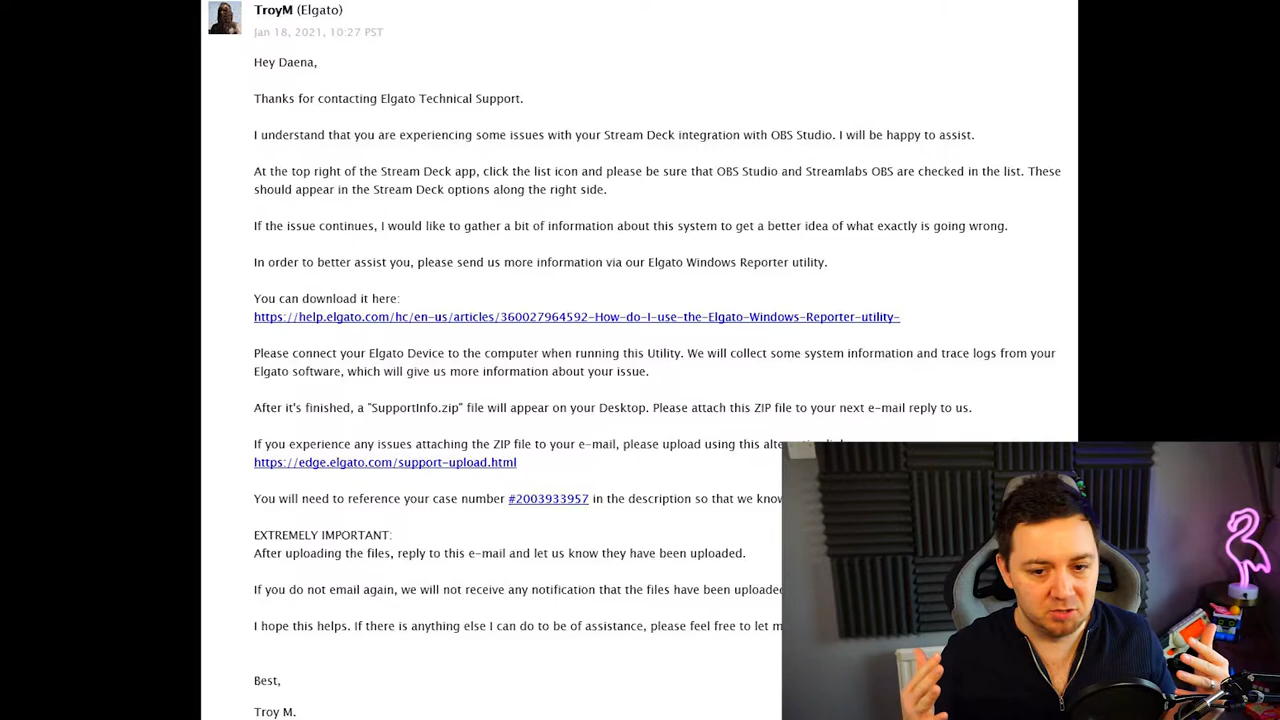 TroyM (Elgato)
Jan 18, 2021, 10:27 PST
Hey Daena,
Thanks for contacting Elgato Technical Support.
I understand that you are experiencing some issues with your Stream Deck integration with OBS Studio. I will be happy to assist.
At the top right of the Stream Deck app, click the list icon and please be sure that OBS Studio and Streamlabs OBS are checked in the list. These
should appear in the Stream Deck options along the right side.
If the issue continues, I would like to gather a bit of information about this system to get a better idea of what exactly is going wrong.
In order to better assist you, please send us more information via our Elgato Windows Reporter utility.
You can download it here:
https://help.elgato.com/hc/en-us/articles/360027964592-How-do-I-use-the-Elgato-Windows-Reporter-utility-
Please connect your Elgato Device to the computer when running this Utility. We will collect some system information and trace logs from your
Elgato software, which will give us more information about your issue.
After it's finished, a "SupportInfo.zip" file will appear on your Desktop. Please attach this ZIP file to your next e-mail reply to us.
If you experience any issues attaching the ZIP file to your e-mail, please upload using this
https://edge.elgato.com/support-upload.html
You will need to reference your case number #2003933957 in the description so that we
EXTREMELY IMPORTANT:
After uploading the files, reply to this e-mail and let us know they have been uploaded.
If you do not email again, we will not receive any notification that the files have been uploaded
I hope this helps. If there is anything else I can do to be of assistance, please feel free to let
Best,
Troy M.